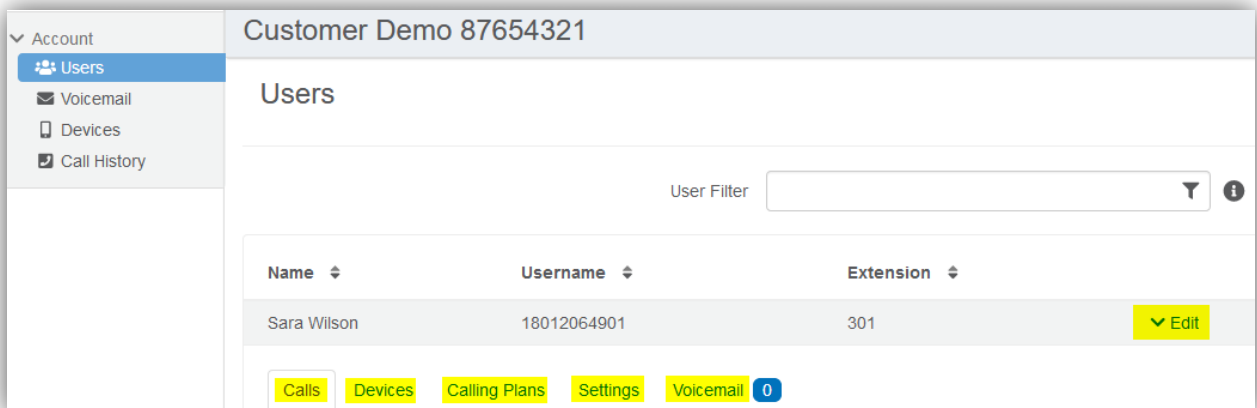 Account
Users
Voicemail
Devices
Call History
Customer Demo 87654321
Users
User Filter
Name Username Extension
Sara Wilson 18012064901 301 Edit
Calls Devices Calling Plans Settings Voicemail 0